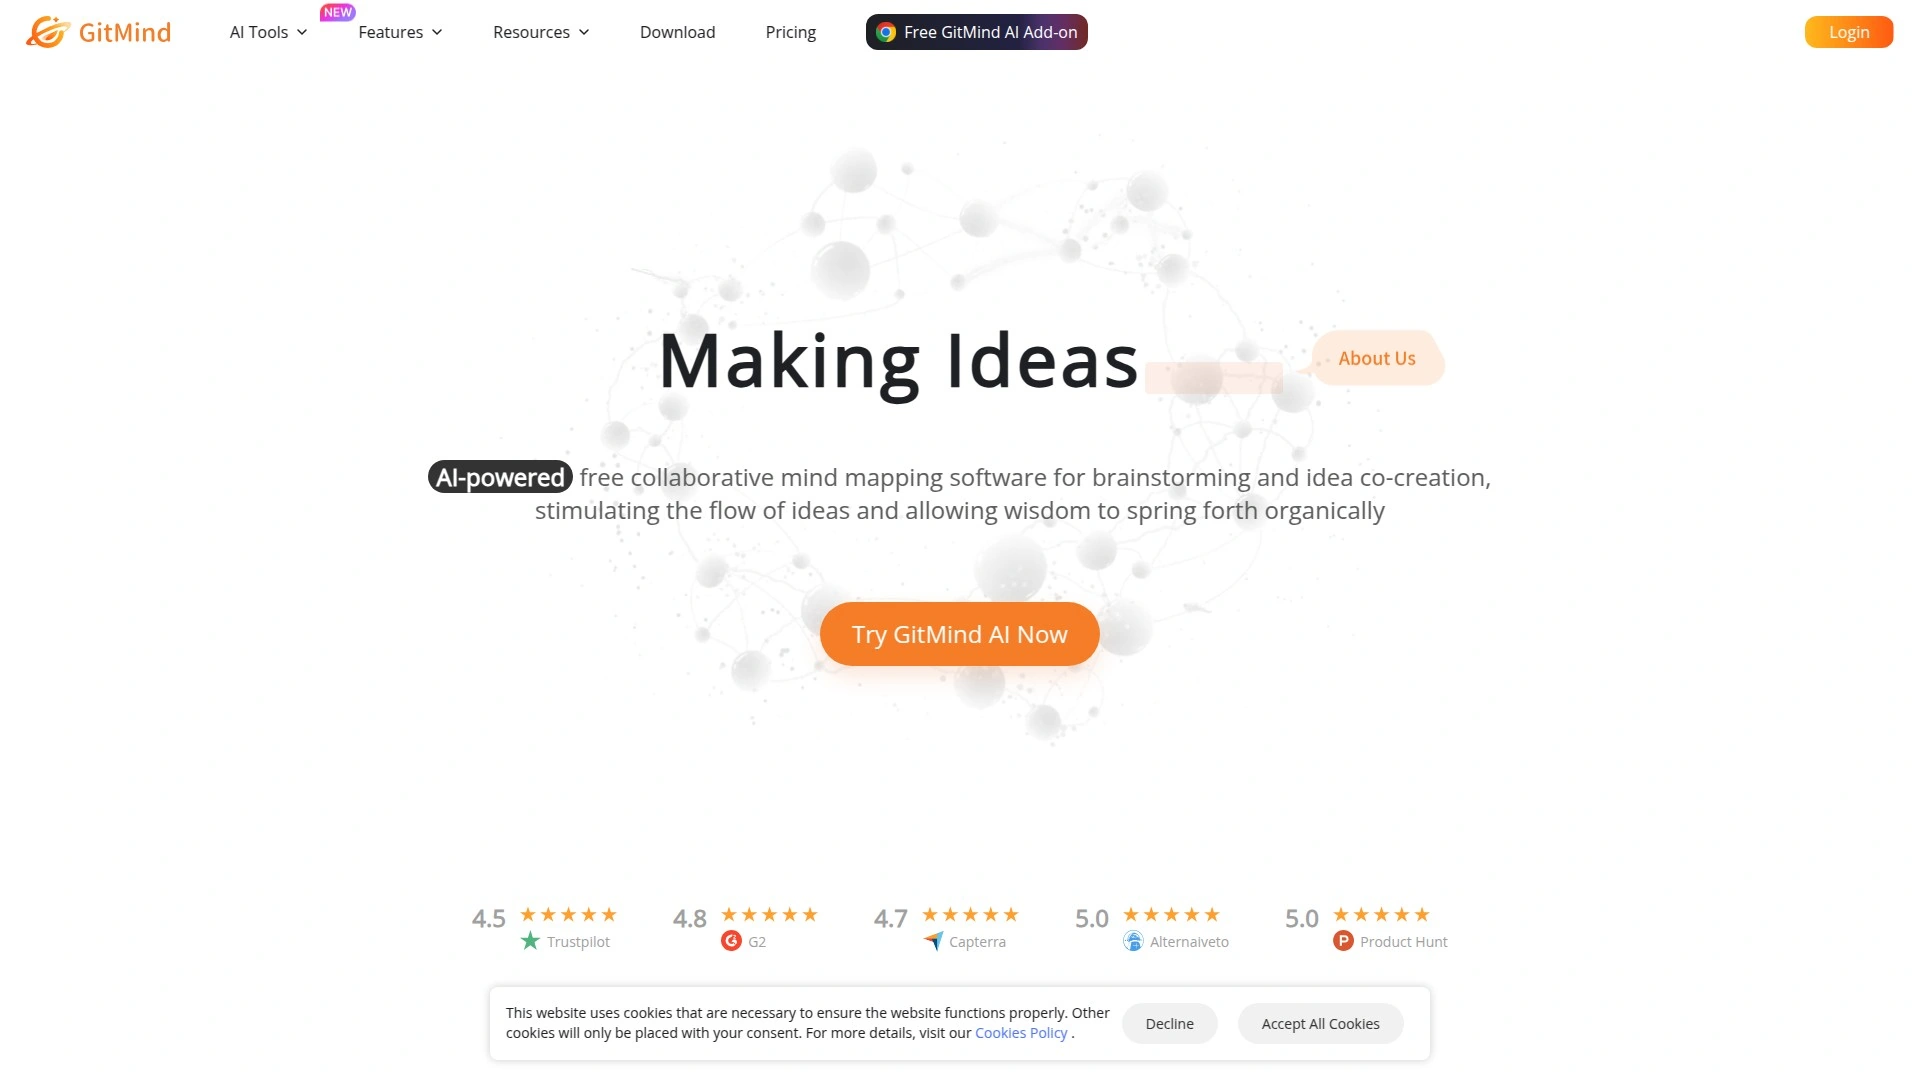 GitMind
AI Tools
NEW
Features
Resources
Download
Pricing
Free GitMind AI Add-on
Login
Making Ideas
About Us
AI-powered free collaborative mind mapping software for brainstorming and idea co-creation,
stimulating the flow of ideas and allowing wisdom to spring forth organically
Try GitMind AI Now
4.5
Trustpilot
4.8
G2
4.7
Capterra
5.0
Alternaiveto
5.0
Product Hunt
This website uses cookies that are necessary to ensure the website functions properly. Other
cookies will only be placed with your consent. For more details, visit our Cookies Policy .
Decline
Accept All Cookies